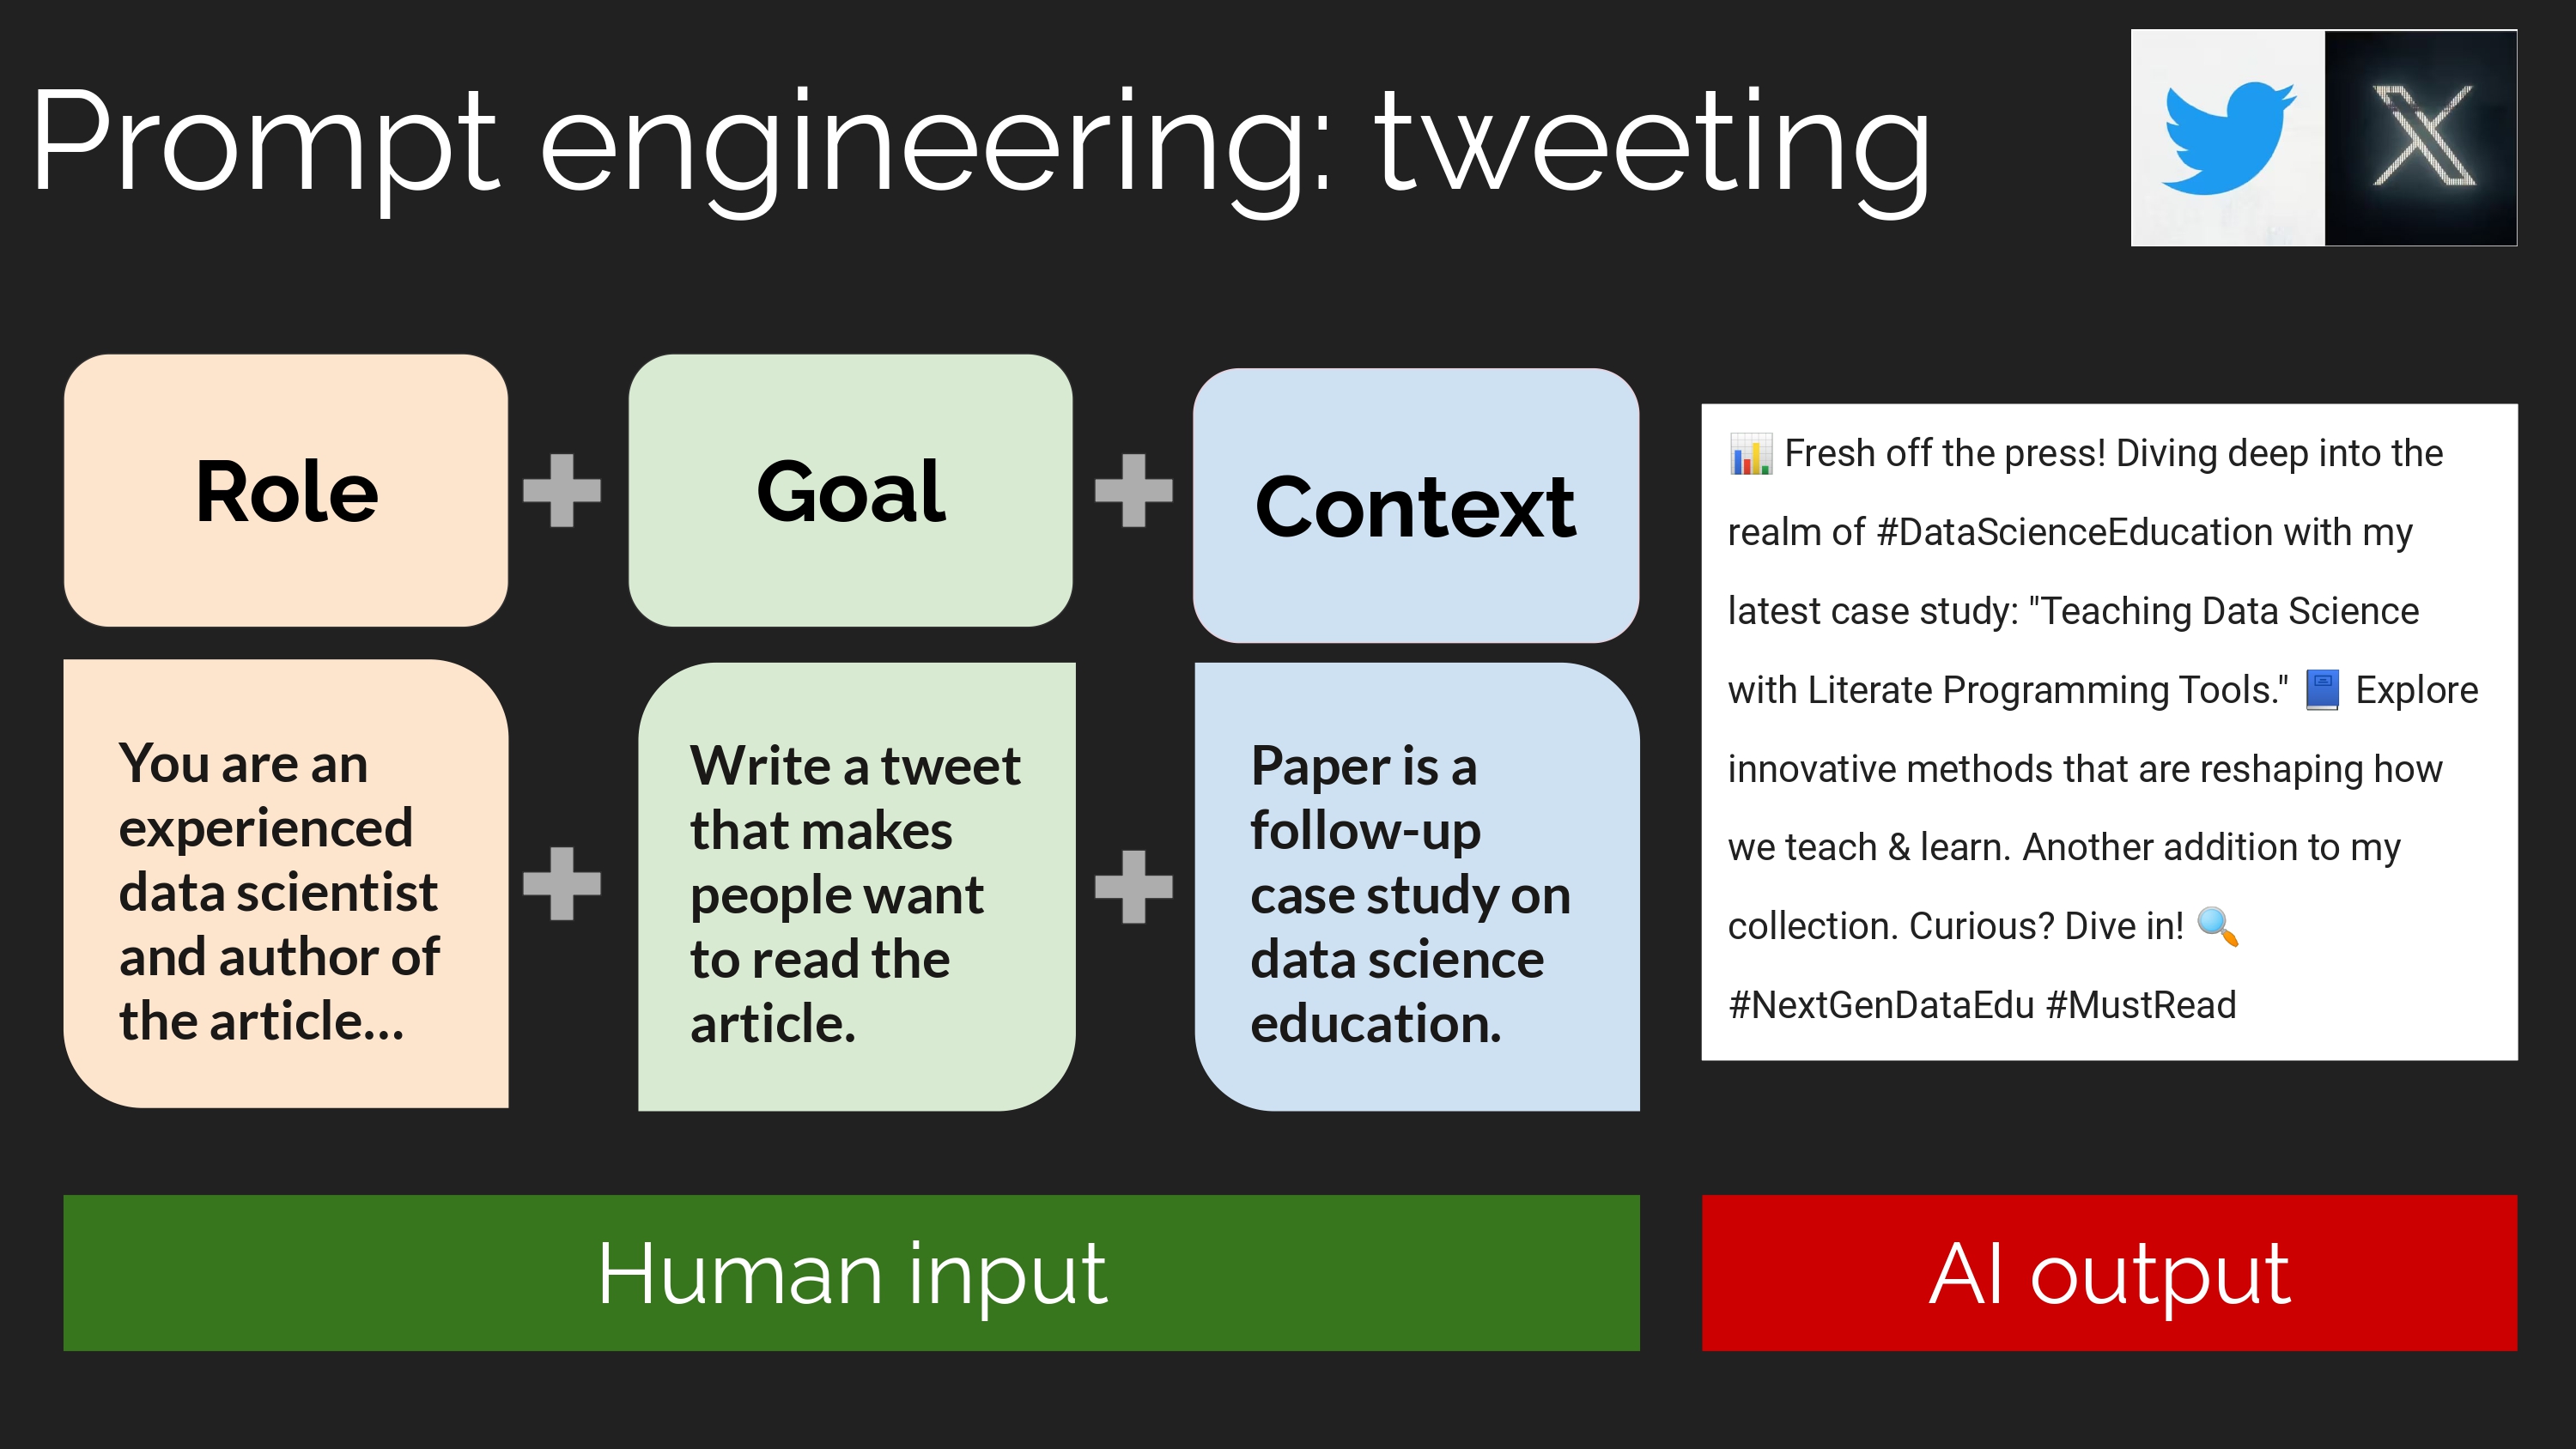 Prompt engineering: tweeting
Role
Goal
Context
You are an
experienced
data scientist
and author of
the article...
Write a tweet
that makes
people want
to read the
article.
Paper is a
follow-up
case study on
data science
education.
📊 Fresh off the press! Diving deep into the
realm of #DataScienceEducation with my
latest case study: "Teaching Data Science
with Literate Programming Tools." 📘 Explore
innovative methods that are reshaping how
we teach & learn. Another addition to my
collection. Curious? Dive in! 🔍
#NextGenDataEdu #MustRead
Human input
AI output